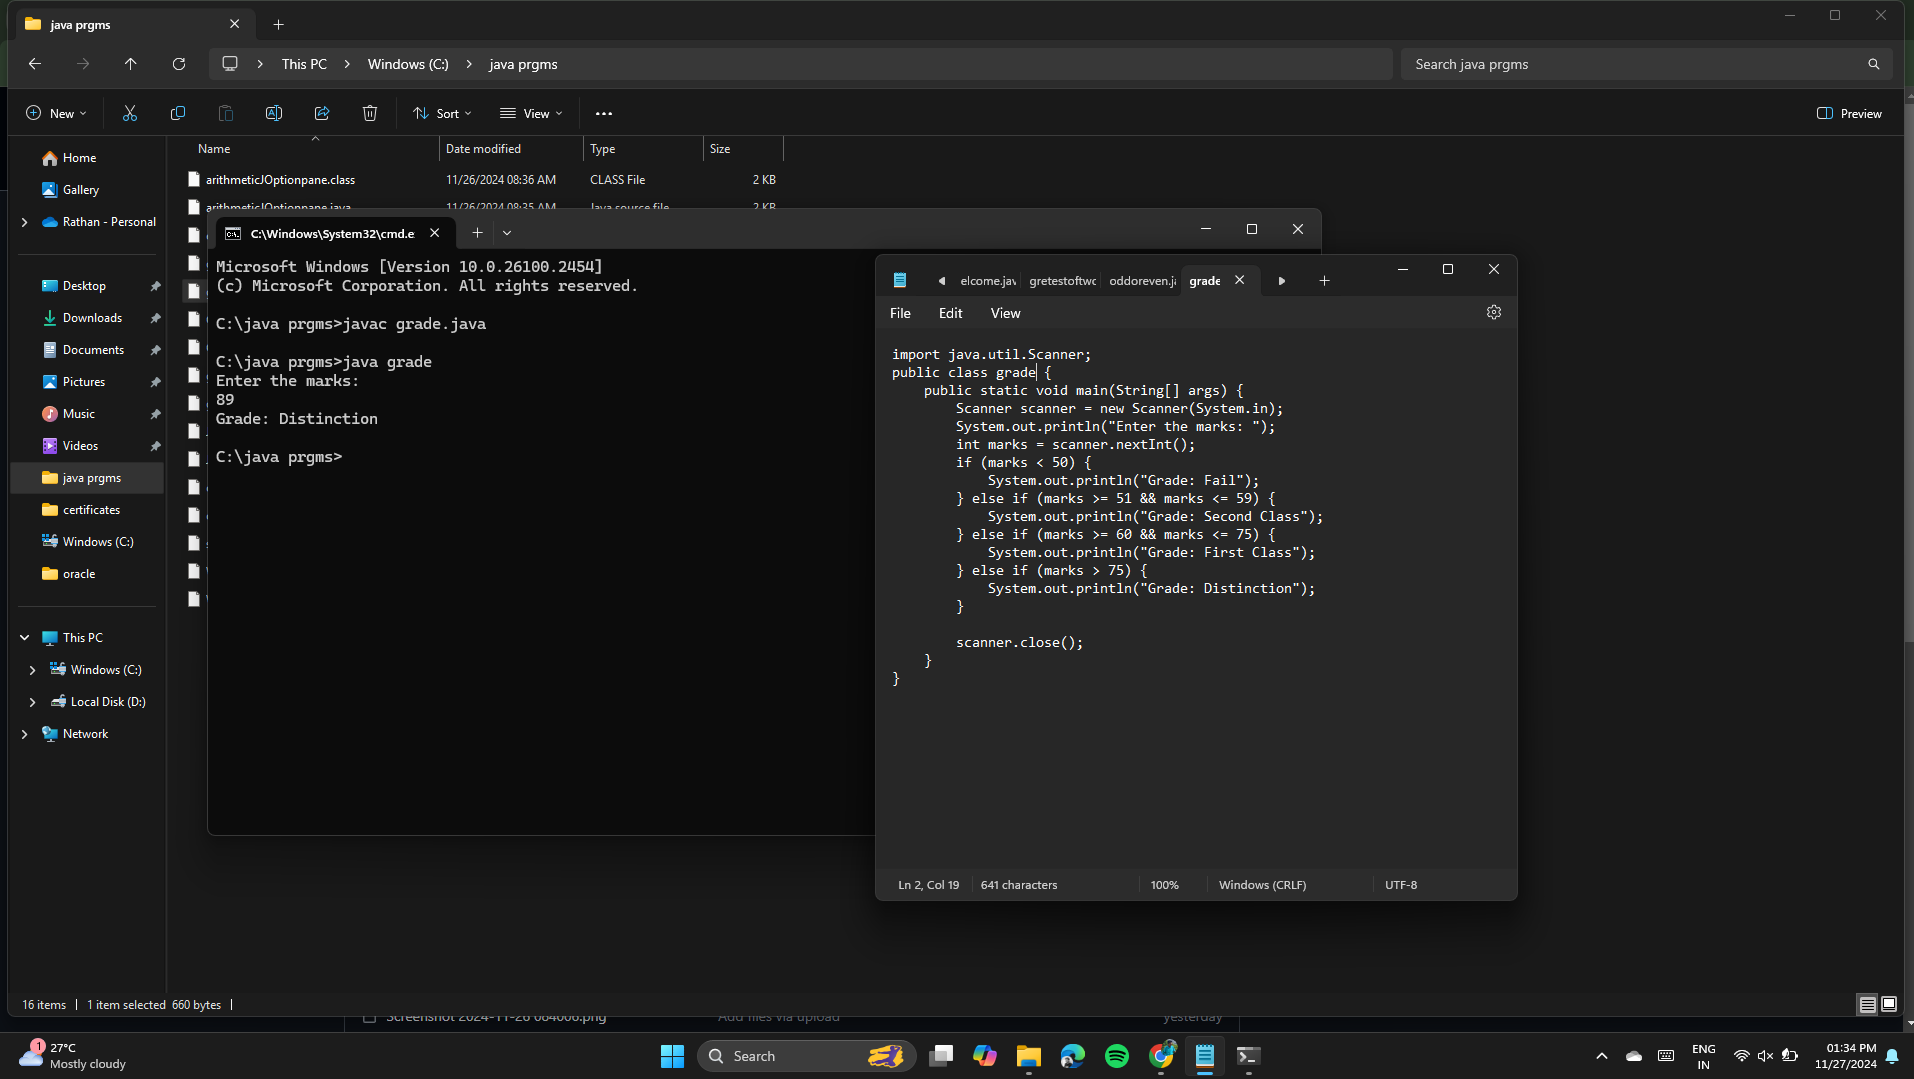 java prgms
This PC
Windows (C:)
java prgms
Search java prgms
New
Sort
View
Preview
Home
Gallery
Rathan - Personal
Desktop
Downloads
Documents
Pictures
Music
Videos
java prgms
certificates
Windows (C:)
oracle
This PC
Windows (C:)
Local Disk (D:)
Network
Name Date modified Type Size
arithmeticJOptionpane.class 11/26/2024 08:36 AM CLASS File 2 KB
arithmeticJOptionpane.java 11/26/2024 08:35 AM Java source file 2 KB
C:\Windows\System32\cmd.e
Microsoft Windows [Version 10.0.26100.2454]
(c) Microsoft Corporation. All rights reserved.
C:\java prgms>javac grade.java
C:\java prgms>java grade
Enter the marks:
89
Grade: Distinction
C:\java prgms>
elcome.jav gretestoftwo oddoreven.ja grade
File Edit View
import java.util.Scanner;
public class grade {
public static void main(String[] args) {
Scanner scanner = new Scanner(System.in);
System.out.println("Enter the marks: ");
int marks = scanner.nextInt();
if (marks < 50) {
System.out.println("Grade: Fail");
} else if (marks >= 51 && marks <= 59) {
System.out.println("Grade: Second Class");
} else if (marks >= 60 && marks <= 75) {
System.out.println("Grade: First Class");
} else if (marks > 75) {
System.out.println("Grade: Distinction");
}
scanner.close();
}
}
Ln 2, Col 19 641 characters 100% Windows (CRLF) UTF-8
16 items 1 item selected 660 bytes
Screenshot 2024-11-26 084006.png Add files via upload yesterday
1
27°C
Mostly cloudy
Search
ENG
IN
01:34 PM
11/27/2024